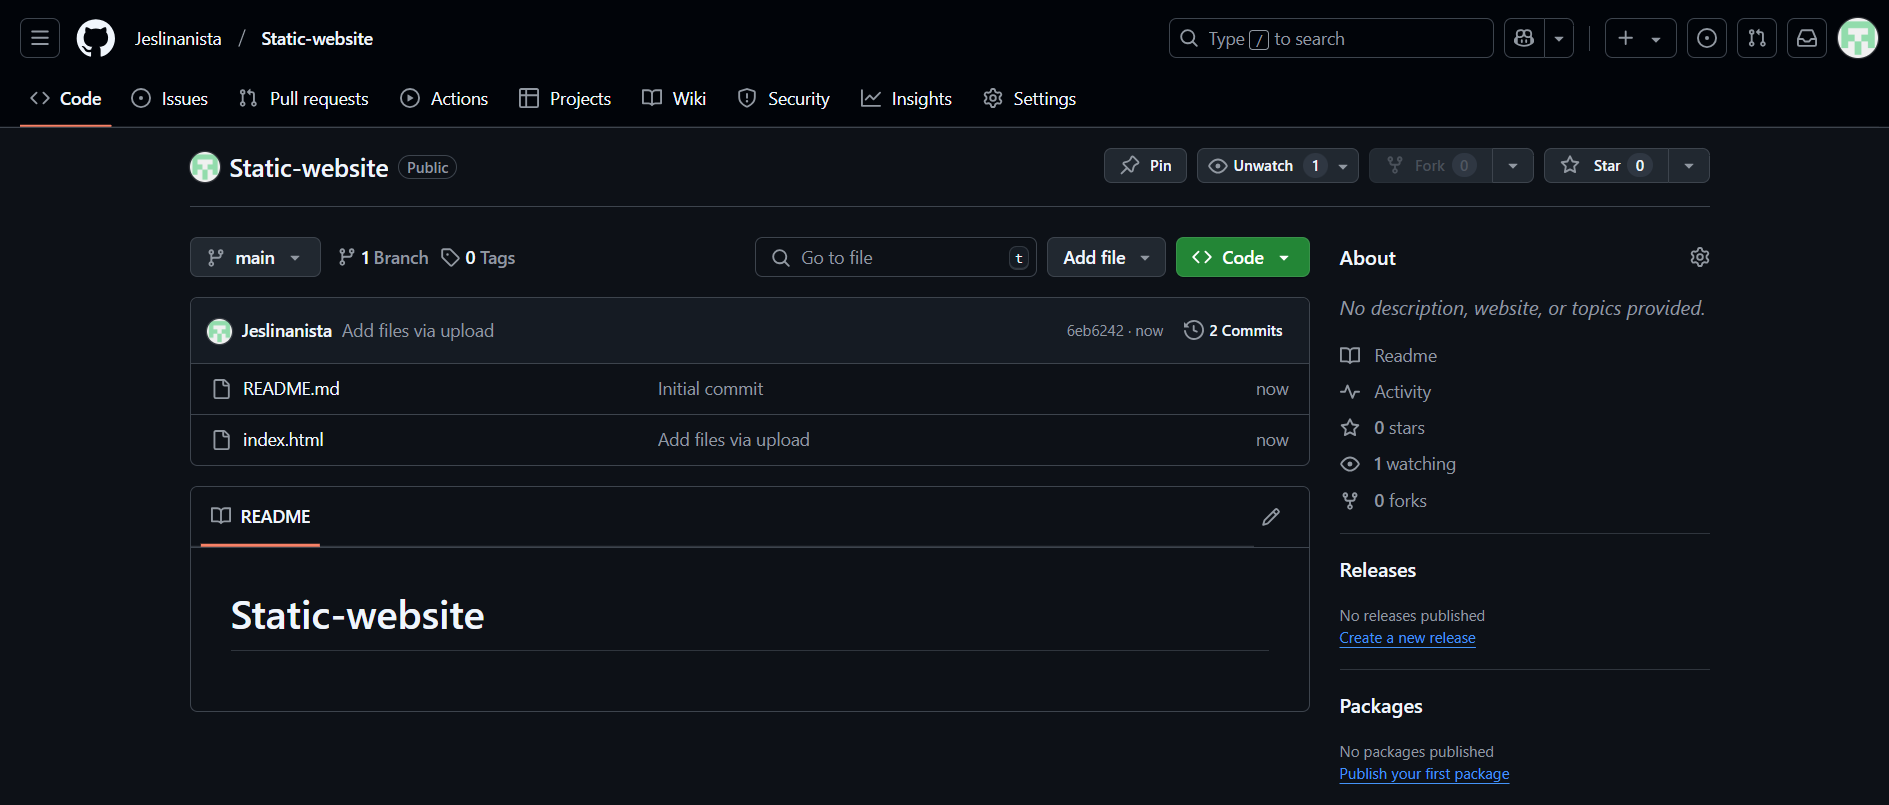 Jeslinanista / Static-website
Type / to search
Code Issues Pull requests Actions Projects Wiki Security Insights Settings
Static-website Public
Pin Unwatch 1 Fork 0 Star 0
main 1 Branch 0 Tags Go to file t Add file Code
Jeslinanista Add files via upload 6eb6242 · now 2 Commits
README.md Initial commit now
index.html Add files via upload now
README
Static-website
About
No description, website, or topics provided.
Readme
Activity
0 stars
1 watching
0 forks
Releases
No releases published
Create a new release
Packages
No packages published
Publish your first package